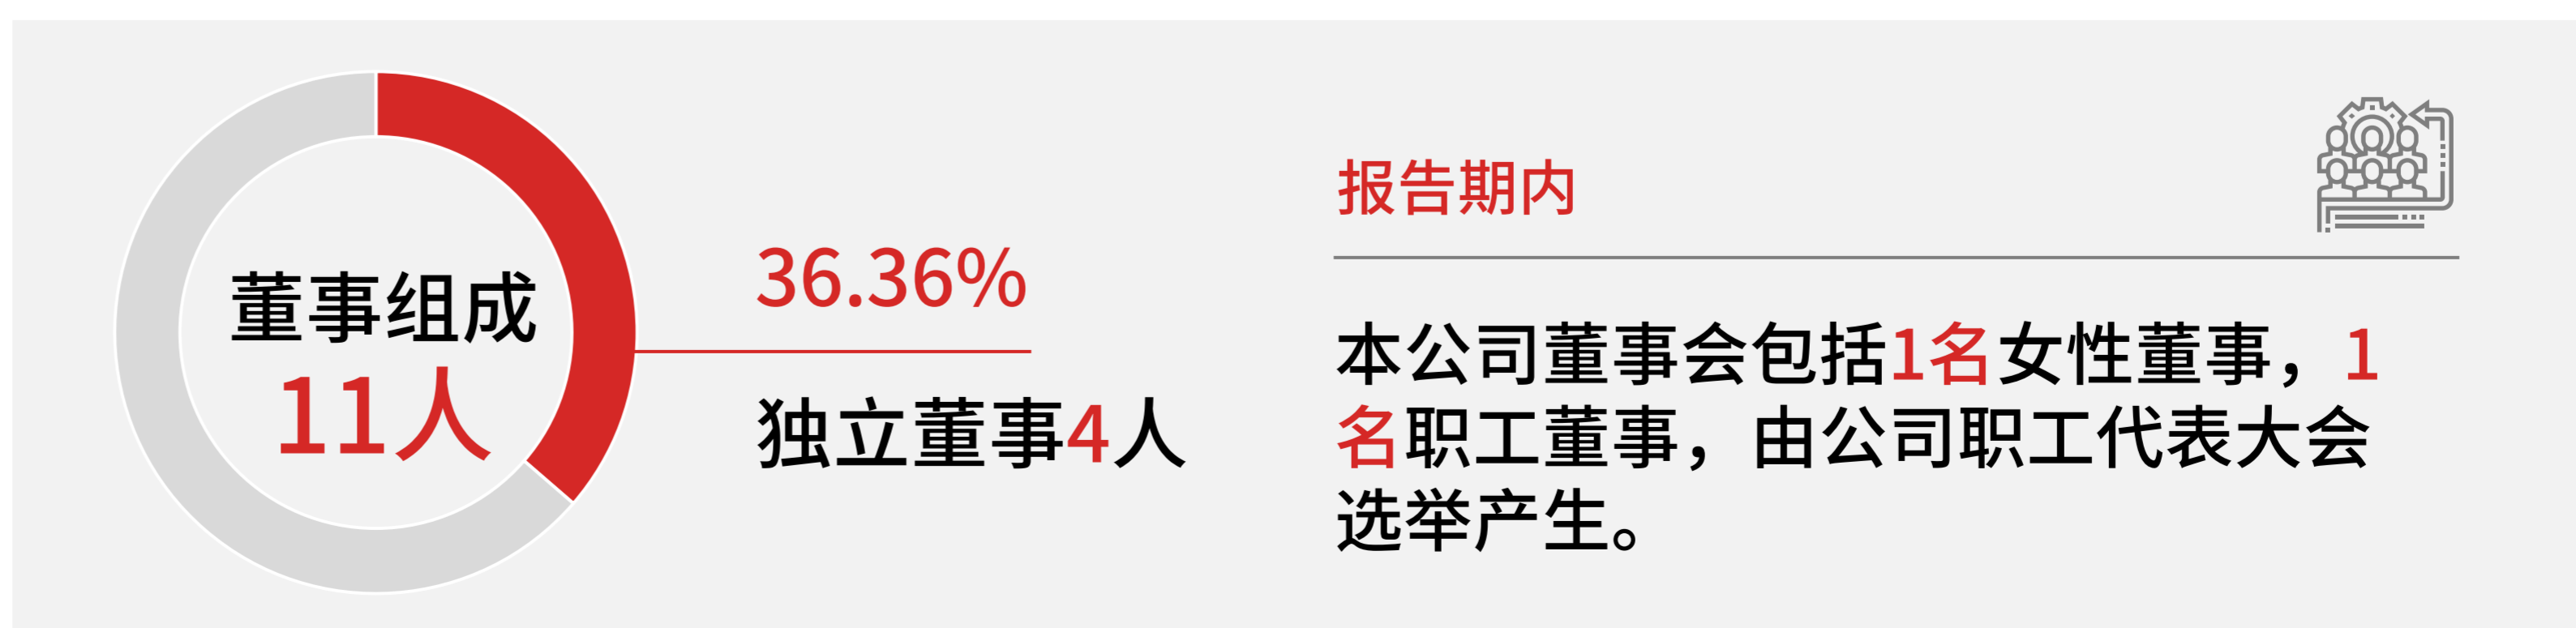 董事组成
11人
36.36%
独立董事4人
报告期内
本公司董事会包括1名女性董事，1
名职工董事，由公司职工代表大会
选举产生。